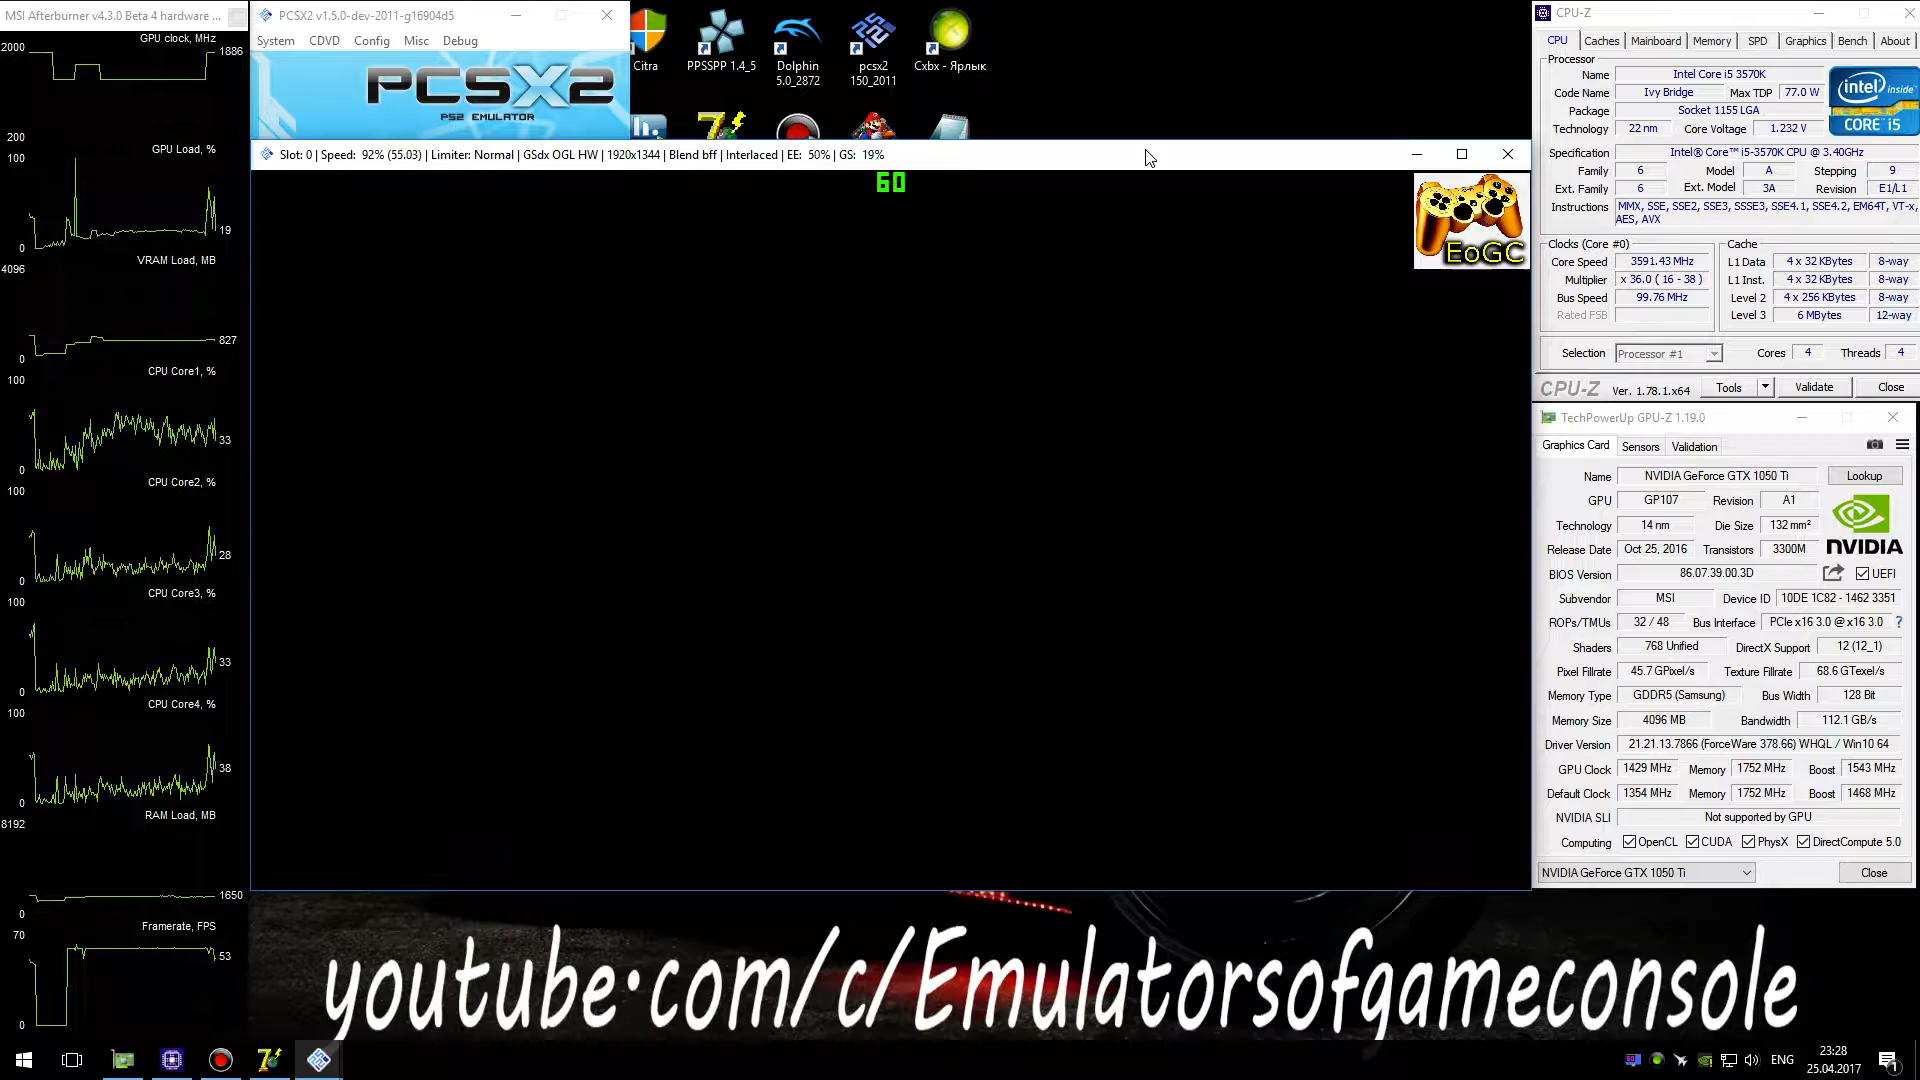 MSI Afterburner v4.3.0 Beta 4 hardware ...
GPU clock, MHz
2000
1886
200
GPU Load, %
100
19
0
VRAM Load, MB
4096
827
0
CPU Core1, %
100
33
0
CPU Core2, %
100
28
0
CPU Core3, %
100
33
0
CPU Core4, %
100
38
0
RAM Load, MB
8192
1650
0
Framerate, FPS
70
53
0
PCSX2 v1.5.0-dev-2011-g16904d5
System CDVD Config Misc Debug
PCSX2
PS2 EMULATOR
Citra
PPSSPP 1.4_5
Dolphin
5.0_2872
pcsx2
150_2011
Cxbx - Ярлык
Slot: 0 | Speed: 92% (55.03) | Limiter: Normal | GSdx OGL HW | 1920x1344 | Blend bff | Interlaced | EE: 50% | GS: 19%
60
EoGC
CPU-Z
CPU Caches Mainboard Memory SPD Graphics Bench About
Processor
Name Intel Core i5 3570K
Code Name Ivy Bridge Max TDP 77.0 W
Package Socket 1155 LGA
Technology 22 nm Core Voltage 1.232 V
intel inside™
CORE i5
Specification Intel® Core™ i5-3570K CPU @ 3.40GHz
Family 6 Model A Stepping 9
Ext. Family 6 Ext. Model 3A Revision E1/L1
Instructions MMX, SSE, SSE2, SSE3, SSSE3, SSE4.1, SSE4.2, EM64T, VT-x,
AES, AVX
Clocks (Core #0)
Core Speed 3591.43 MHz
Multiplier x 36.0 ( 16 - 38 )
Bus Speed 99.76 MHz
Rated FSB
Cache
L1 Data 4 x 32 KBytes 8-way
L1 Inst. 4 x 32 KBytes 8-way
Level 2 4 x 256 KBytes 8-way
Level 3 6 MBytes 12-way
Selection Processor #1 Cores 4 Threads 4
CPU-Z Ver. 1.78.1.x64 Tools Validate Close
TechPowerUp GPU-Z 1.19.0
Graphics Card Sensors Validation
Name NVIDIA GeForce GTX 1050 Ti Lookup
GPU GP107 Revision A1
Technology 14 nm Die Size 132 mm²
Release Date Oct 25, 2016 Transistors 3300M
NVIDIA
BIOS Version 86.07.39.00.3D UEFI
Subvendor MSI Device ID 10DE 1C82 - 1462 3351
ROPs/TMUs 32 / 48 Bus Interface PCIe x16 3.0 @ x16 3.0 ?
Shaders 768 Unified DirectX Support 12 (12_1)
Pixel Fillrate 45.7 GPixel/s Texture Fillrate 68.6 GTexel/s
Memory Type GDDR5 (Samsung) Bus Width 128 Bit
Memory Size 4096 MB Bandwidth 112.1 GB/s
Driver Version 21.21.13.7866 (ForceWare 378.66) WHQL / Win10 64
GPU Clock 1429 MHz Memory 1752 MHz Boost 1543 MHz
Default Clock 1354 MHz Memory 1752 MHz Boost 1468 MHz
NVIDIA SLI Not supported by GPU
Computing OpenCL CUDA PhysX DirectCompute 5.0
NVIDIA GeForce GTX 1050 Ti Close
youtube.com/c/Emulatorsofgameconsole
ENG
23:28
25.04.2017
1